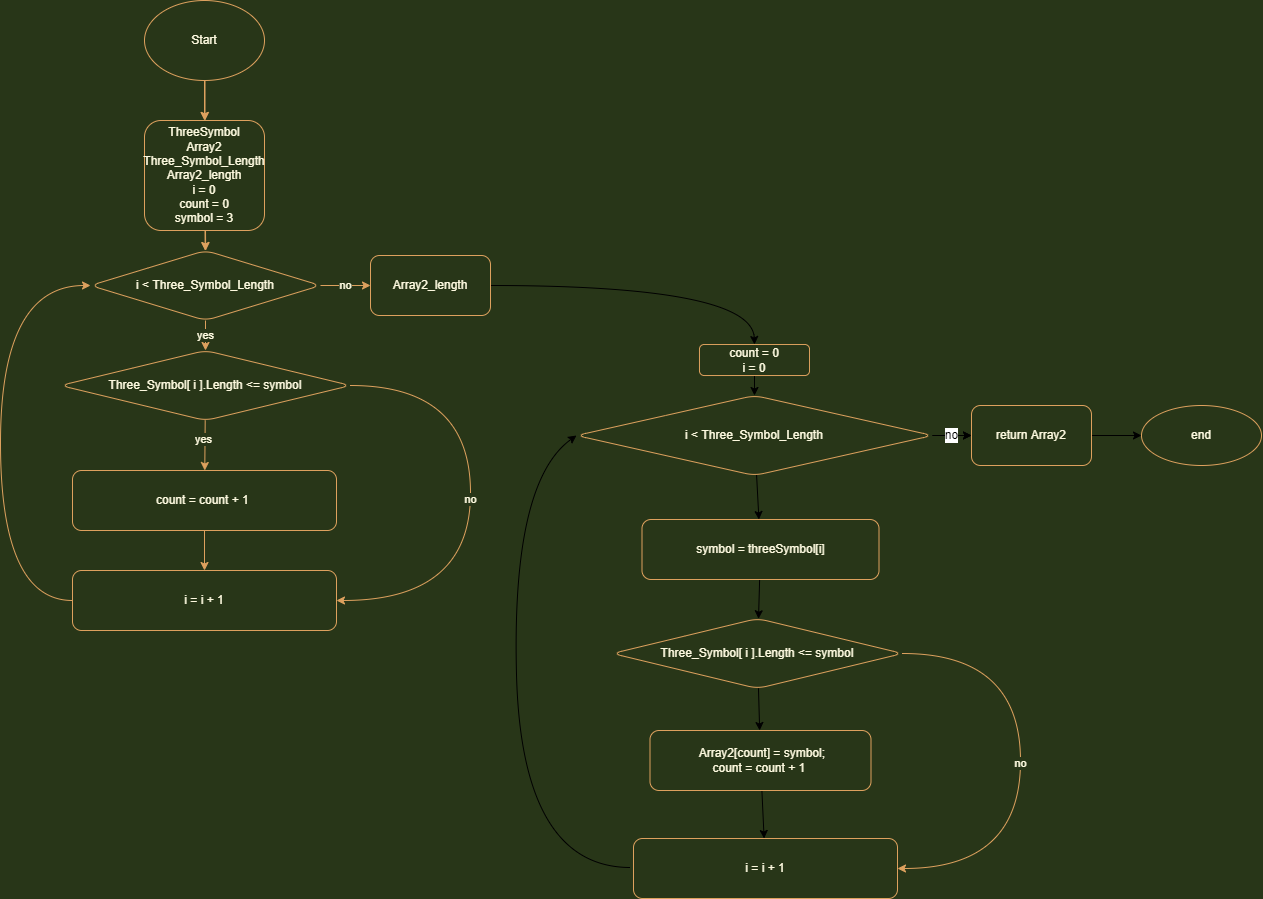 Start
ThreeSymbol
Array2
Three_Symbol_Length
Array2_length
i = 0
count = 0
symbol = 3
i < Three_Symbol_Length
no
Array2_length
yes
Three_Symbol[ i ].Length <= symbol
yes
count = count + 1
no
i = i + 1
count = 0
i = 0
i < Three_Symbol_Length
no
return Array2
end
symbol = threeSymbol[i]
Three_Symbol[ i ].Length <= symbol
Array2[count] = symbol;
count = count + 1
no
i = i + 1